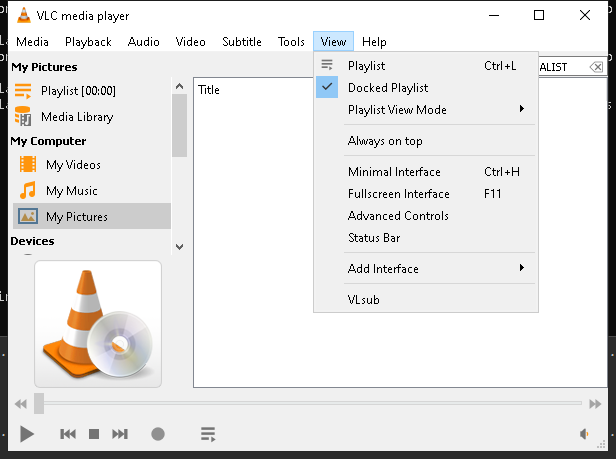 VLC media player
Media Playback Audio Video Subtitle Tools View Help
My Pictures
Playlist [00:00]
Media Library
My Computer
My Videos
My Music
My Pictures
Devices
Title
ALIST
Playlist Ctrl+L
Docked Playlist
Playlist View Mode
Always on top
Minimal Interface Ctrl+H
Fullscreen Interface F11
Advanced Controls
Status Bar
Add Interface
VLsub